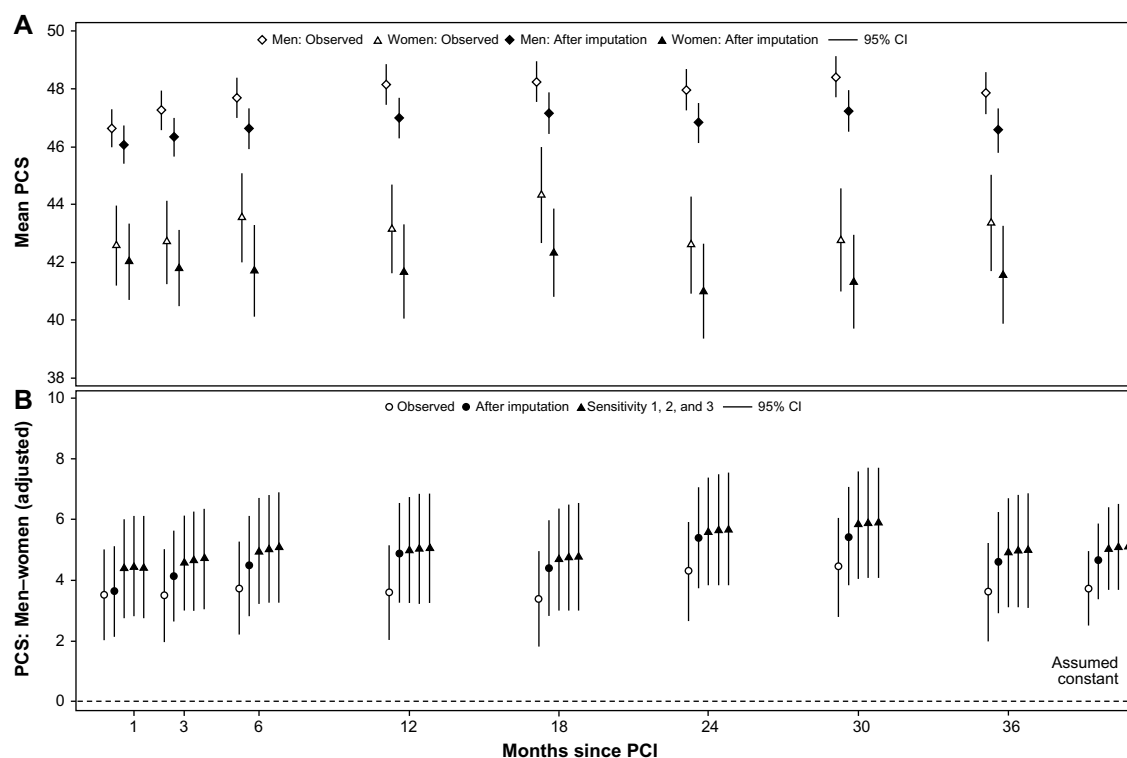 A
50
48
46
44
42
40
38
Mean PCS
Men: Observed Women: Observed Men: After imputation Women: After imputation 95% CI
B
10
8
6
4
2
0
PCS: Men–women (adjusted)
Observed After imputation Sensitivity 1, 2, and 3 95% CI
Assumed
constant
1 3 6 12 18 24 30 36
Months since PCI